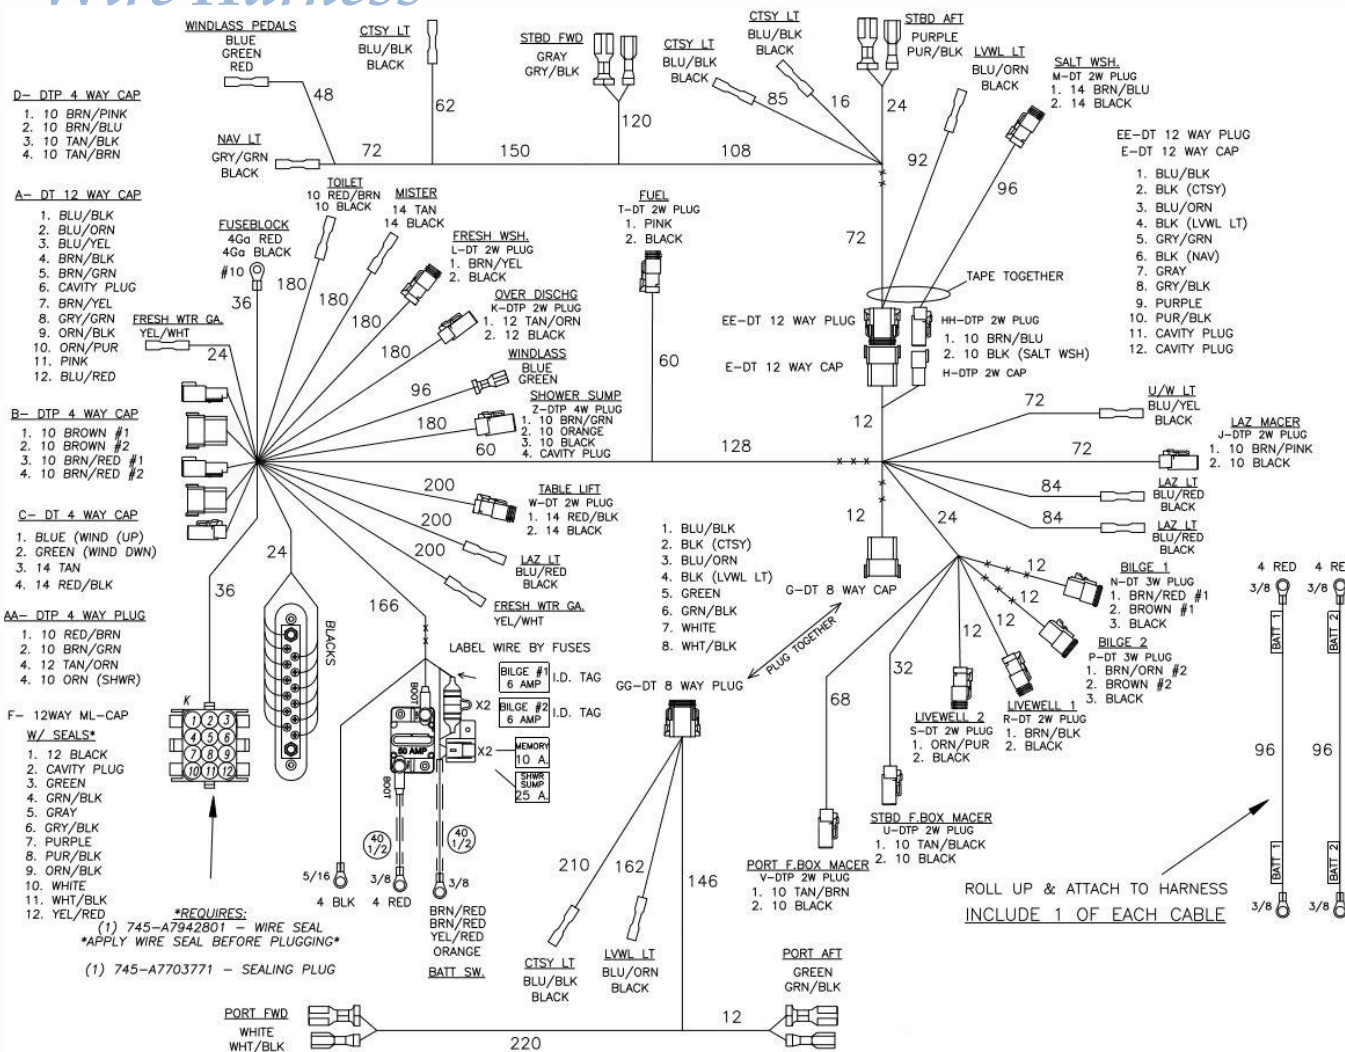 Wire Harness
WINDLASS PEDALS
BLUE
GREEN
RED
CTSY LT
BLU/BLK
BLACK
STBD FWD
GRAY
GRY/BLK
CTSY LT
BLU/BLK
BLACK
CTSY LT
BLU/BLK
BLACK
STBD AFT
PURPLE
PUR/BLK
LVWL LT
BLU/ORN
BLACK
SALT WSH.
M-DT 2W PLUG
1. 14 BRN/BLU
2. 14 BLACK
48
62
120
85
16
24
92
96
NAV LT
GRY/GRN
BLACK
72
150
108
72
D- DTP 4 WAY CAP
1. 10 BRN/PINK
2. 10 BRN/BLU
3. 10 TAN/BLK
4. 10 TAN/BRN
A- DT 12 WAY CAP
1. BLU/BLK
2. BLU/ORN
3. BLU/YEL
4. BRN/BLK
5. BRN/GRN
6. CAVITY PLUG
7. BRN/YEL
8. GRY/GRN
9. ORN/BLK
10. ORN/PUR
11. PINK
12. BLU/RED
B- DTP 4 WAY CAP
1. 10 BROWN #1
2. 10 BROWN #2
3. 10 BRN/RED #1
4. 10 BRN/RED #2
C- DT 4 WAY CAP
1. BLUE (WIND (UP)
2. GREEN (WIND DWN)
3. 14 TAN
4. 14 RED/BLK
AA- DTP 4 WAY PLUG
1. 10 RED/BRN
2. 10 BRN/GRN
4. 12 TAN/ORN
4. 10 ORN (SHWR)
F- 12WAY ML-CAP
W/ SEALS*
1. 12 BLACK
2. CAVITY PLUG
3. GREEN
4. GRN/BLK
5. GRAY
6. GRY/BLK
7. PURPLE
8. PUR/BLK
9. ORN/BLK
10. WHITE
11. WHT/BLK
12. YEL/RED
FUSEBLOCK
4Ga RED
4Ga BLACK
#10
36
TOILET
10 RED/BRN
10 BLACK
180
MISTER
14 TAN
14 BLACK
180
FRESH WSH.
L-DT 2W PLUG
1. BRN/YEL
2. BLACK
180
OVER DISCHG
K-DTP 2W PLUG
1. 12 TAN/ORN
2. 12 BLACK
180
WINDLASS
BLUE
GREEN
96
SHOWER SUMP
Z-DTP 4W PLUG
1. 10 BRN/GRN
2. 10 ORANGE
3. 10 BLACK
4. CAVITY PLUG
180
60
FRESH WTR GA.
YEL/WHT
24
FUEL
T-DT 2W PLUG
1. PINK
2. BLACK
60
128
TABLE LIFT
W-DT 2W PLUG
1. 14 RED/BLK
2. 14 BLACK
200
LAZ LT
BLU/RED
BLACK
200
FRESH WTR GA.
YEL/WHT
200
EE-DT 12 WAY PLUG
E-DT 12 WAY CAP
1. BLU/BLK
2. BLK (CTSY)
3. BLU/ORN
4. BLK (LVWL LT)
5. GRY/GRN
6. BLK (NAV)
7. GRAY
8. GRY/BLK
9. PURPLE
10. PUR/BLK
11. CAVITY PLUG
12. CAVITY PLUG
TAPE TOGETHER
EE-DT 12 WAY PLUG
HH-DTP 2W PLUG
1. 10 BRN/BLU
2. 10 BLK (SALT WSH)
E-DT 12 WAY CAP
H-DTP 2W CAP
12
72
U/W LT
BLU/YEL
BLACK
72
LAZ MACER
J-DTP 2W PLUG
1. 10 BRN/PINK
2. 10 BLACK
84
LAZ LT
BLU/RED
BLACK
84
LAZ LT
BLU/RED
BLACK
12
24
G-DT 8 WAY CAP
12
BILGE 1
N-DT 3W PLUG
1. BRN/RED #1
2. BROWN #1
3. BLACK
12
BILGE 2
P-DT 3W PLUG
1. BRN/ORN #2
2. BROWN #2
3. BLACK
12
12
LIVEWELL 1
R-DT 2W PLUG
1. BRN/BLK
2. BLACK
LIVEWELL 2
S-DT 2W PLUG
1. ORN/PUR
2. BLACK
32
68
STBD F.BOX MACER
U-DTP 2W PLUG
1. 10 TAN/BLACK
2. 10 BLACK
PORT F.BOX MACER
V-DTP 2W PLUG
1. 10 TAN/BRN
2. 10 BLACK
1. BLU/BLK
2. BLK (CTSY)
3. BLU/ORN
4. BLK (LVWL LT)
5. GREEN
6. GRN/BLK
7. WHITE
8. WHT/BLK
PLUG TOGETHER
GG-DT 8 WAY PLUG
210
162
146
CTSY LT
BLU/BLK
BLACK
LVWL LT
BLU/ORN
BLACK
PORT AFT
GREEN
GRN/BLK
12
220
PORT FWD
WHITE
WHT/BLK
36
24
166
BLACKS
K
1 2 3
4 5 6
7 8 9
10 11 12
LABEL WIRE BY FUSES
BILGE #1
6 AMP
I.D. TAG
BILGE #2
6 AMP
I.D. TAG
X2
X2
MEMORY
10 A.
SHWR
SUMP
25 A.
BOOT
50 AMP
BOOT
40
1/2
40
1/2
5/16
4 BLK
3/8
4 RED
3/8
BRN/RED
BRN/RED
YEL/RED
ORANGE
BATT SW.
*REQUIRES:
(1) 745-A7942801 - WIRE SEAL
*APPLY WIRE SEAL BEFORE PLUGGING*
(1) 745-A7703771 - SEALING PLUG
4 RED
3/8
BATT 1
96
BATT 1
3/8
4 RE
3/8
BATT 2
96
BATT 2
3/8
ROLL UP & ATTACH TO HARNESS
INCLUDE 1 OF EACH CABLE